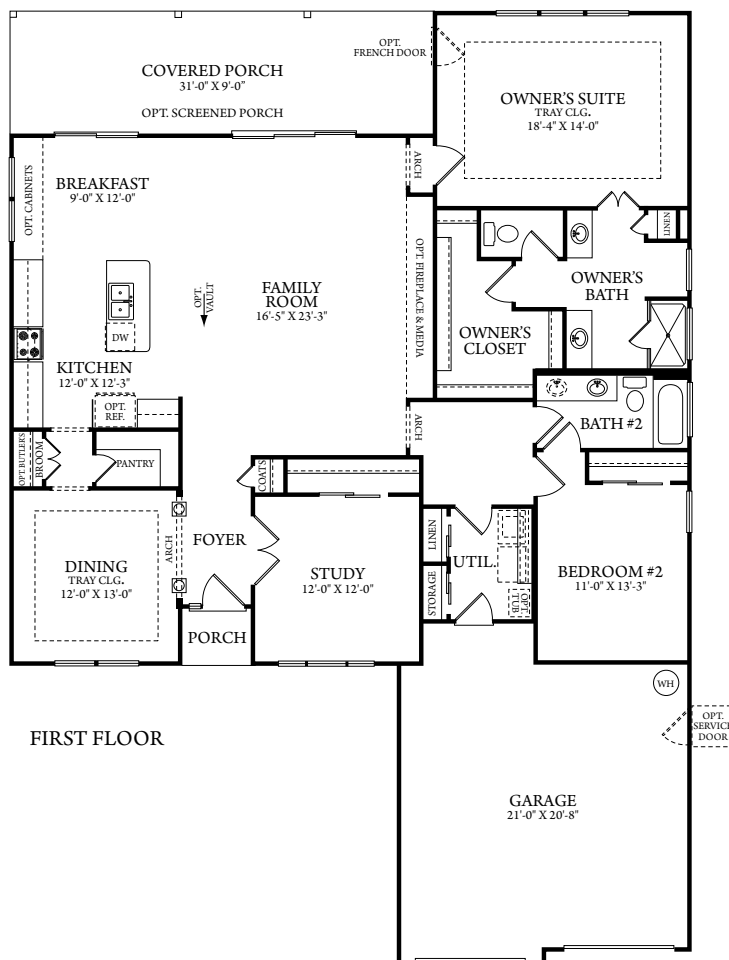 OPT.
FRENCH DOOR
COVERED PORCH
31'-0" X 9'-0"
OPT. SCREENED PORCH
OWNER'S SUITE
TRAY CLG.
18'-4" X 14'-0"
ARCH
OPT. CABINETS
BREAKFAST
9'-0" X 12'-0"
LINEN
OPT. FIREPLACE & MEDIA
OWNER'S
BATH
OPT.
VAULT
FAMILY
ROOM
16'-5" X 23'-3"
DW
OWNER'S
CLOSET
KITCHEN
12'-0" X 12'-3"
OPT.
REF.
ARCH
BATH #2
OPT. BUTLERS
BROOM
PANTRY
COATS
ARCH
FOYER
LINEN
UTIL.
DINING
TRAY CLG.
12'-0" X 13'-0"
STUDY
12'-0" X 12'-0"
BEDROOM #2
11'-0" X 13'-3"
STORAGE
OPT.
TUB
PORCH
WH
OPT.
SERVICE
DOOR
FIRST FLOOR
GARAGE
21'-0" X 20'-8"